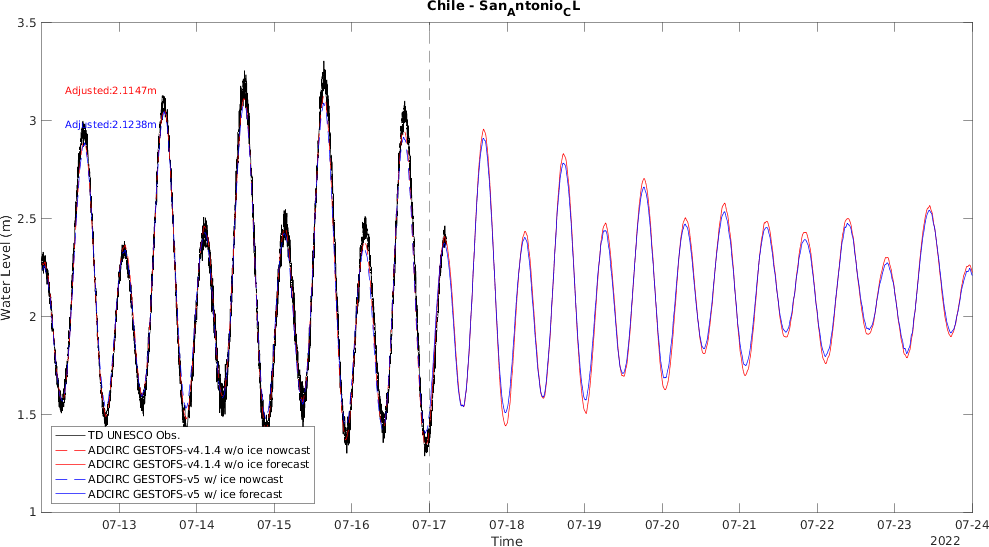 Chile - SanAntonioCL
3.5
Adjusted:2.1147m
3
Adjusted:2.1238m
2.5
Water Level (m)
2
1.5
TD UNESCO Obs.
ADCIRC GESTOFS-v4.1.4 w/o ice nowcast
ADCIRC GESTOFS-v4.1.4 w/o ice forecast
ADCIRC GESTOFS-v5 w/ ice nowcast
ADCIRC GESTOFS-v5 w/ ice forecast
1
07-13 07-14 07-15 07-16 07-17 07-18 07-19 07-20 07-21 07-22 07-23 07-24
Time
2022